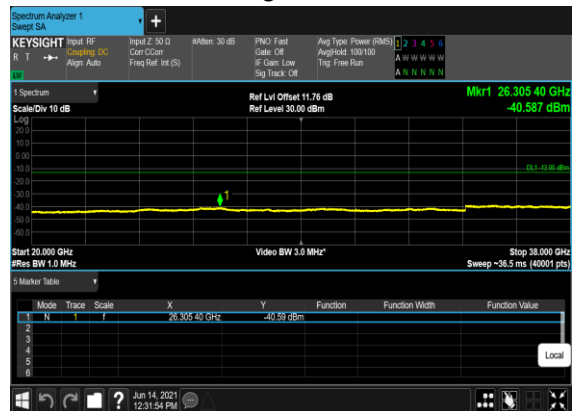 Spectrum Analyzer 1
Swept SA
KEYSIGHT Input: RF Input Z: 50 Ω #Atten: 30 dB PNO: Fast Avg Type: Power (RMS) 1 2 3 4 5 6
R T Coupling: DC Corr CCorr Gate: Off Avg|Hold: 100/100 A W W W W W
Align: Auto Freq Ref: Int (S) IF Gain: Low Trig: Free Run
Sig Track: Off A N N N N N
1 Spectrum Ref Lvl Offset 11.76 dB Mkr1 26.305 40 GHz
Scale/Div 10 dB Ref Level 30.00 dBm -40.587 dBm
Log
20.0
10.0
0.00
-10.0 DL1 -13.00 dBm
-20.0
-30.0
1
-40.0
-50.0
-60.0
Start 20.000 GHz Video BW 3.0 MHz* Stop 38.000 GHz
#Res BW 1.0 MHz Sweep ~36.5 ms (40001 pts)
5 Marker Table
Mode Trace Scale X Y Function Function Width Function Value
1 N 1 f 26.305 40 GHz -40.59 dBm
2
3
4
5
6
Local
? Jun 14, 2021
12:31:54 PM